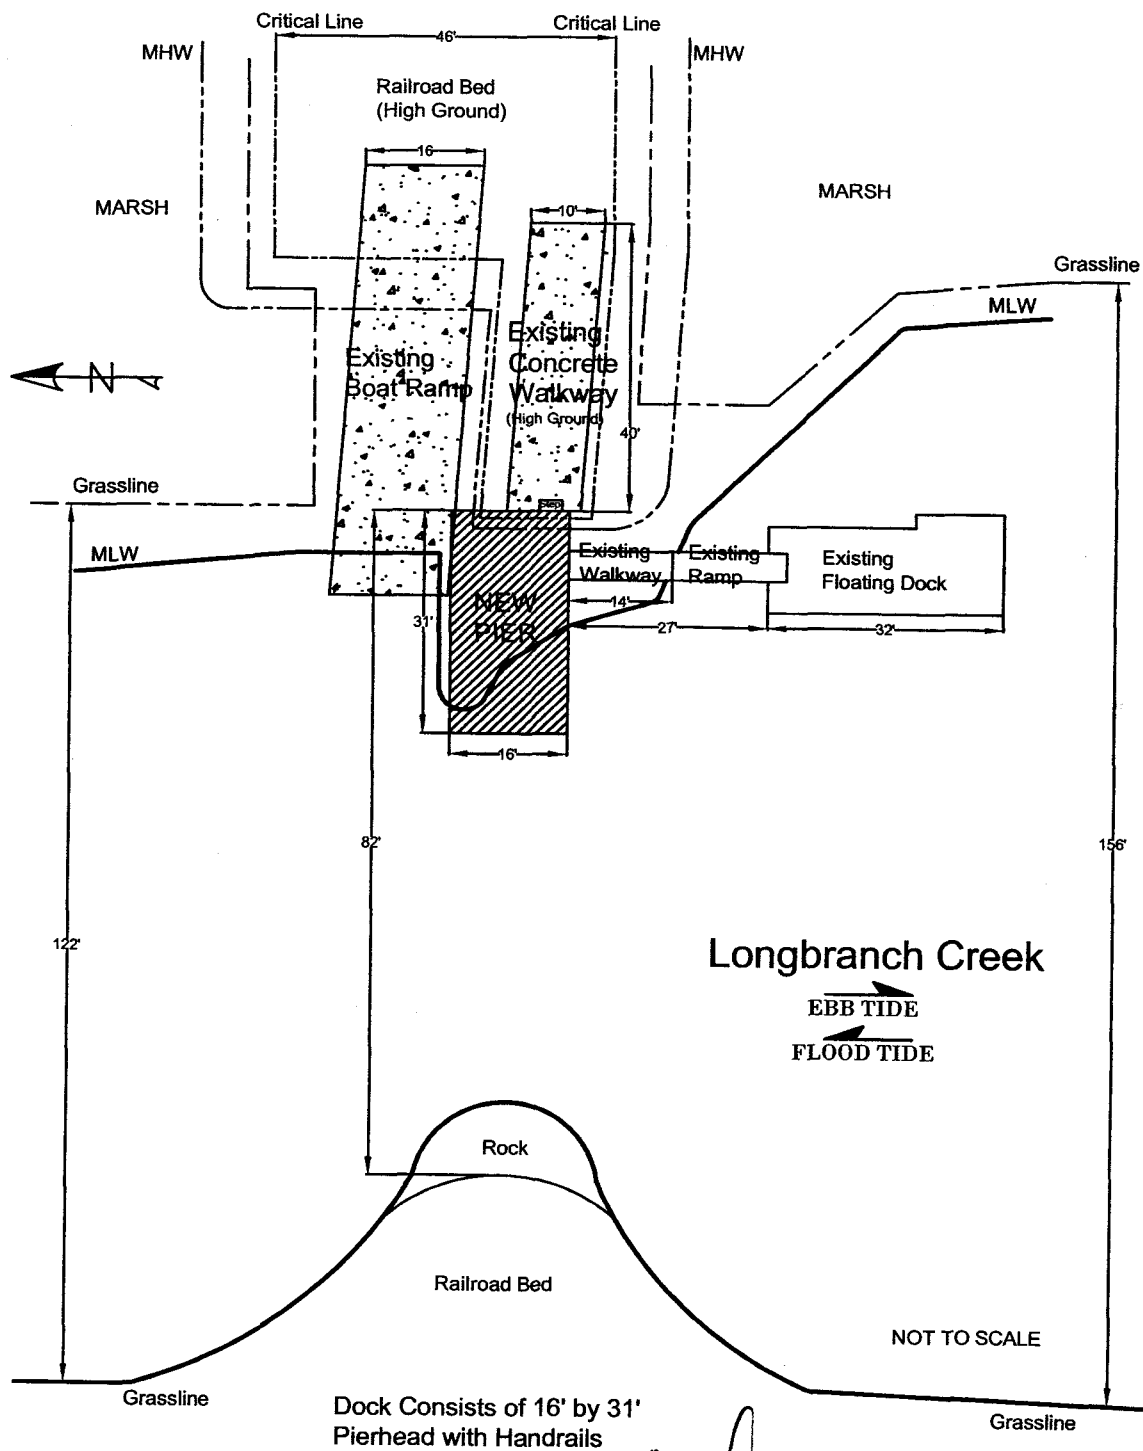 Critical Line
Critical Line
46'
MHW
MHW
Railroad Bed
(High Ground)
16
MARSH
MARSH
10'
Grassline
MLW
Existing
Boat Ramp
Existing
Concrete
Walkway
(High Ground)
N
40'
Grassline
Step
MLW
Existing
Walkway
Existing
Ramp
Existing
Floating Dock
NEW
PIER
14'
31'
27'
32'
16'
82'
156'
122'
Longbranch Creek
EBB TIDE
FLOOD TIDE
Rock
Railroad Bed
NOT TO SCALE
Grassline
Grassline
Dock Consists of 16' by 31'
Pierhead with Handrails